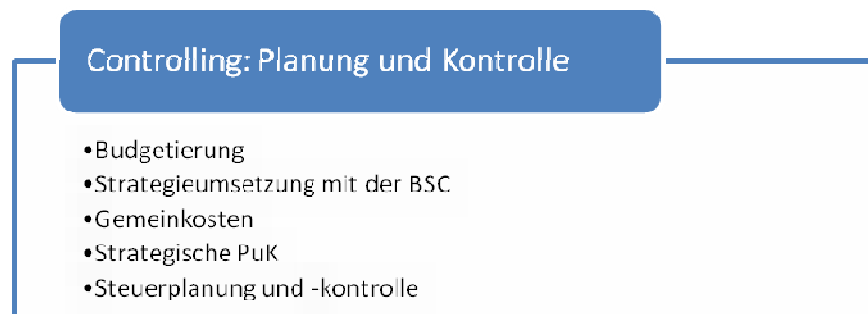 Controlling: Planung und Kontrolle
•Budgetierung
•Strategieumsetzung mit der BSC
•Gemeinkosten
•Strategische PuK
•Steuerplanung und -kontrolle